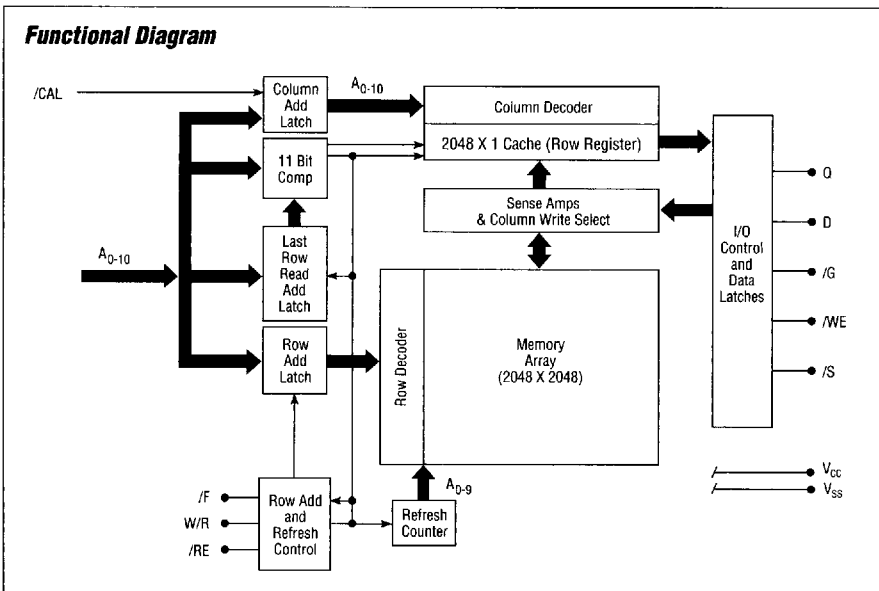 Functional Diagram
/CAL
Column
Add
Latch
A0-10
Column Decoder
2048 X 1 Cache (Row Register)
11 Bit
Comp
Sense Amps
& Column Write Select
Last
Row
Read
Add
Latch
A0-10
Row
Add
Latch
Row Decoder
Memory
Array
(2048 X 2048)
I/O
Control
and
Data
Latches
Q
D
/G
/WE
/S
VCC
VSS
/F
W/R
/RE
Row Add
and
Refresh
Control
A0-9
Refresh
Counter